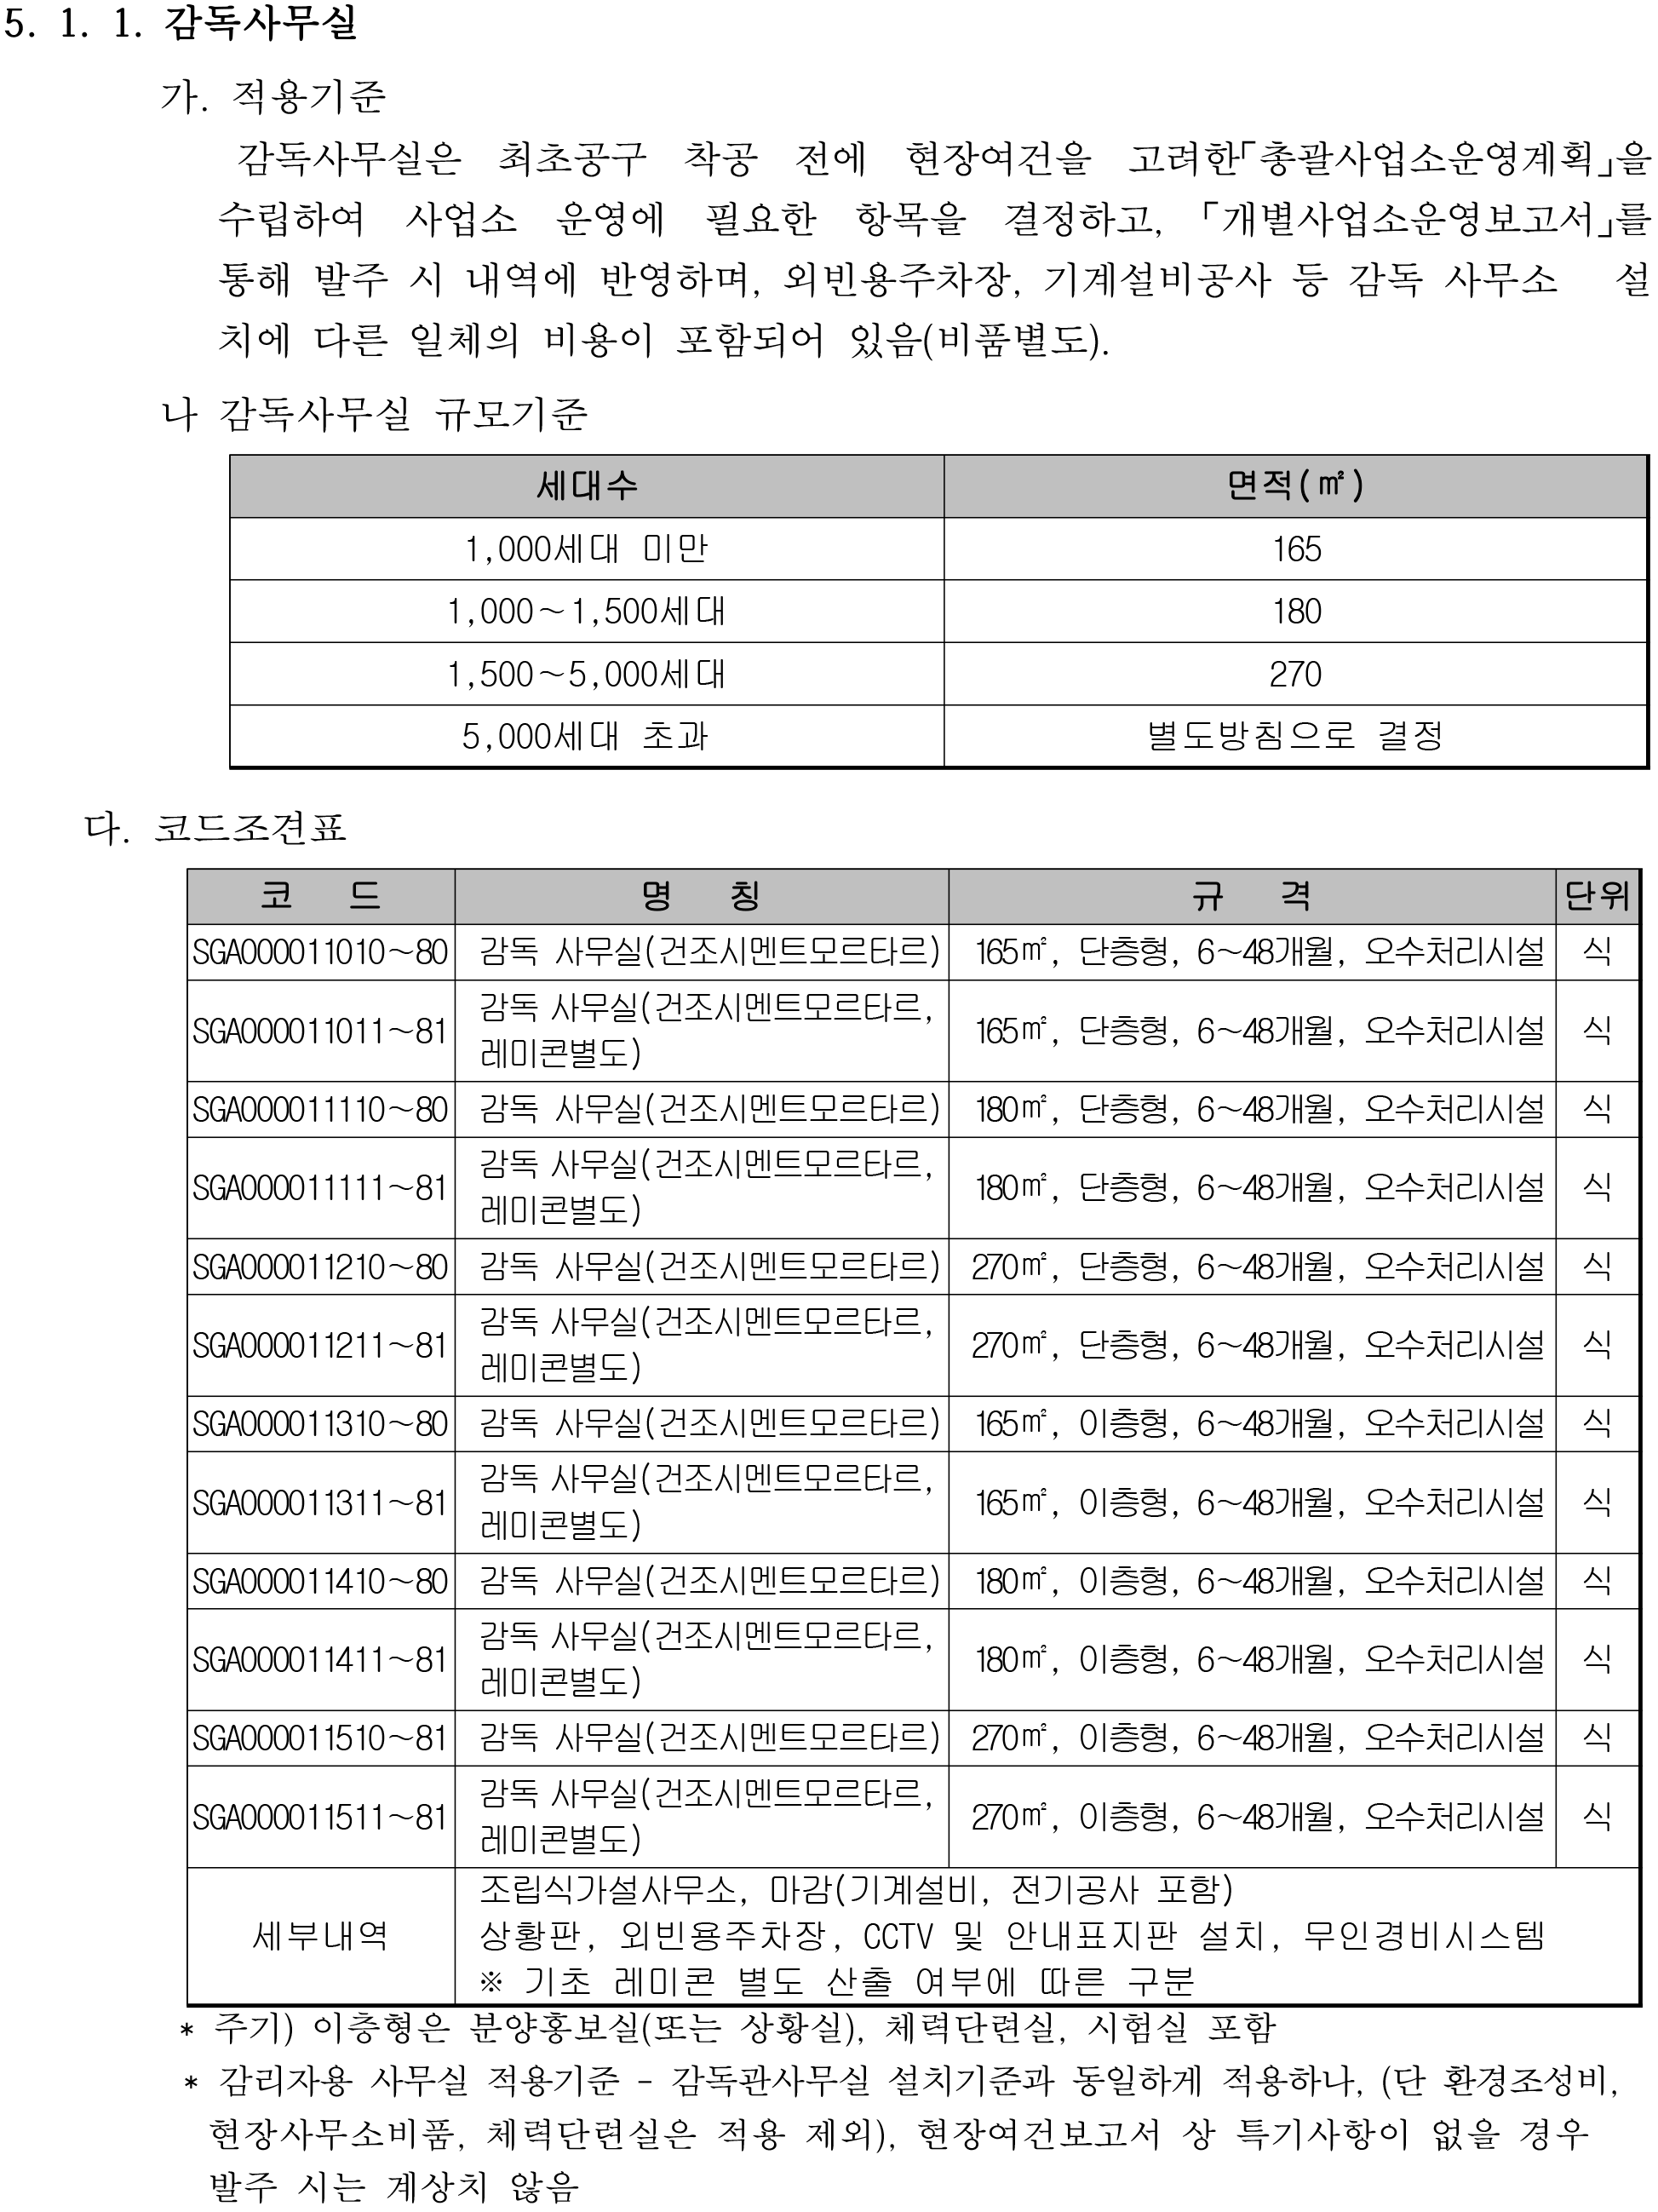 5. 1. 1. 감독사무실
가. 적용기준
감독사무실은 최초공구 착공 전에 현장여건을 고려한「총괄사업소운영계획」을
수립하여 사업소 운영에 필요한 항목을 결정하고, 「개별사업소운영보고서」를
통해 발주 시 내역에 반영하며, 외빈용주차장, 기계설비공사 등 감독 사무소 설
치에 다른 일체의 비용이 포함되어 있음(비품별도).
나 감독사무실 규모기준
세대수 면적(㎡)
1,000세대 미만 165
1,000～1,500세대 180
1,500～5,000세대 270
5,000세대 초과 별도방침으로 결정
다. 코드조견표
코 드 명 칭 규 격 단위
SGA000011010～80 감독 사무실(건조시멘트모르타르) 165㎡, 단층형, 6～48개월, 오수처리시설 식
SGA000011011～81 감독 사무실(건조시멘트모르타르,
레미콘별도) 165㎡, 단층형, 6～48개월, 오수처리시설 식
SGA000011110～80 감독 사무실(건조시멘트모르타르) 180㎡, 단층형, 6～48개월, 오수처리시설 식
SGA000011111～81 감독 사무실(건조시멘트모르타르,
레미콘별도) 180㎡, 단층형, 6～48개월, 오수처리시설 식
SGA000011210～80 감독 사무실(건조시멘트모르타르) 270㎡, 단층형, 6～48개월, 오수처리시설 식
SGA000011211～81 감독 사무실(건조시멘트모르타르,
레미콘별도) 270㎡, 단층형, 6～48개월, 오수처리시설 식
SGA000011310～80 감독 사무실(건조시멘트모르타르) 165㎡, 이층형, 6～48개월, 오수처리시설 식
SGA000011311～81 감독 사무실(건조시멘트모르타르,
레미콘별도) 165㎡, 이층형, 6～48개월, 오수처리시설 식
SGA000011410～80 감독 사무실(건조시멘트모르타르) 180㎡, 이층형, 6～48개월, 오수처리시설 식
SGA000011411～81 감독 사무실(건조시멘트모르타르,
레미콘별도) 180㎡, 이층형, 6～48개월, 오수처리시설 식
SGA000011510～81 감독 사무실(건조시멘트모르타르) 270㎡, 이층형, 6～48개월, 오수처리시설 식
SGA000011511～81 감독 사무실(건조시멘트모르타르,
레미콘별도) 270㎡, 이층형, 6～48개월, 오수처리시설 식
세부내역 조립식가설사무소, 마감(기계설비, 전기공사 포함)
상황판, 외빈용주차장, CCTV 및 안내표지판 설치, 무인경비시스템
※ 기초 레미콘 별도 산출 여부에 따른 구분
* 주기) 이층형은 분양홍보실(또는 상황실), 체력단련실, 시험실 포함
* 감리자용 사무실 적용기준 - 감독관사무실 설치기준과 동일하게 적용하나, (단 환경조성비,
현장사무소비품, 체력단련실은 적용 제외), 현장여건보고서 상 특기사항이 없을 경우
발주 시는 계상치 않음